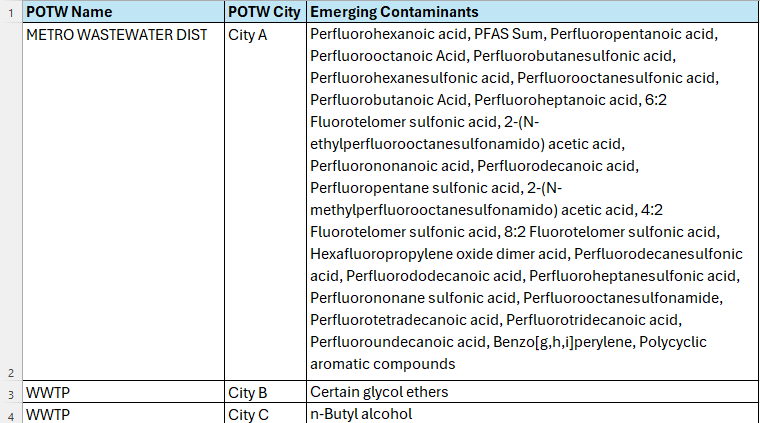 1 POTW Name POTW City Emerging Contaminants
METRO WASTEWATER DIST City A Perfluorohexanoic acid, PFAS Sum, Perfluoropentanoic acid,
Perfluorooctanoic Acid, Perfluorobutanesulfonic acid,
Perfluorohexanesulfonic acid, Perfluorooctanesulfonic acid,
Perfluorobutanoic Acid, Perfluoroheptanoic acid, 6:2
Fluorotelomer sulfonic acid, 2-(N-
ethylperfluorooctanesulfonamido) acetic acid,
Perfluorononanoic acid, Perfluorodecanoic acid,
Perfluoropentane sulfonic acid, 2-(N-
methylperfluorooctanesulfonamido) acetic acid, 4:2
Fluorotelomer sulfonic acid, 8:2 Fluorotelomer sulfonic acid,
Hexafluoropropylene oxide dimer acid, Perfluorodecanesulfonic
acid, Perfluorododecanoic acid, Perfluoroheptanesulfonic acid,
Perfluorononane sulfonic acid, Perfluorooctanesulfonamide,
Perfluorotetradecanoic acid, Perfluorotridecanoic acid,
Perfluoroundecanoic acid, Benzo[g,h,i]perylene, Polycyclic
2 aromatic compounds
3 WWTP City B Certain glycol ethers
4 WWTP City C n-Butyl alcohol